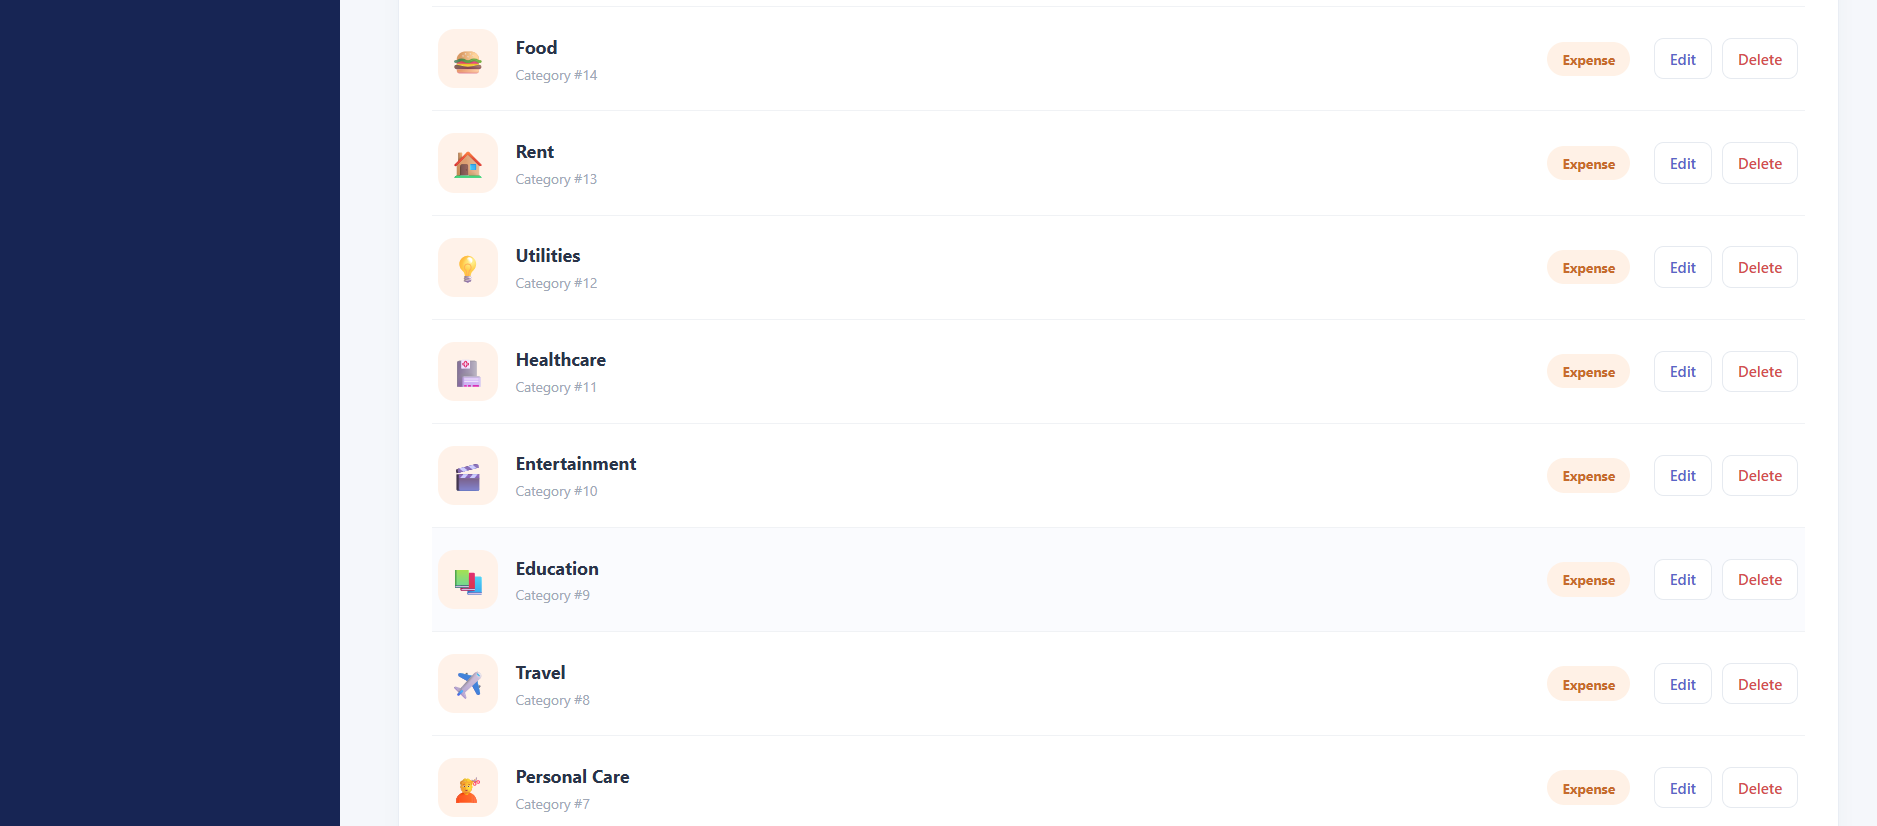 Food
Category #14
Expense
Edit
Delete
Rent
Category #13
Expense
Edit
Delete
Utilities
Category #12
Expense
Edit
Delete
Healthcare
Category #11
Expense
Edit
Delete
Entertainment
Category #10
Expense
Edit
Delete
Education
Category #9
Expense
Edit
Delete
Travel
Category #8
Expense
Edit
Delete
Personal Care
Category #7
Expense
Edit
Delete